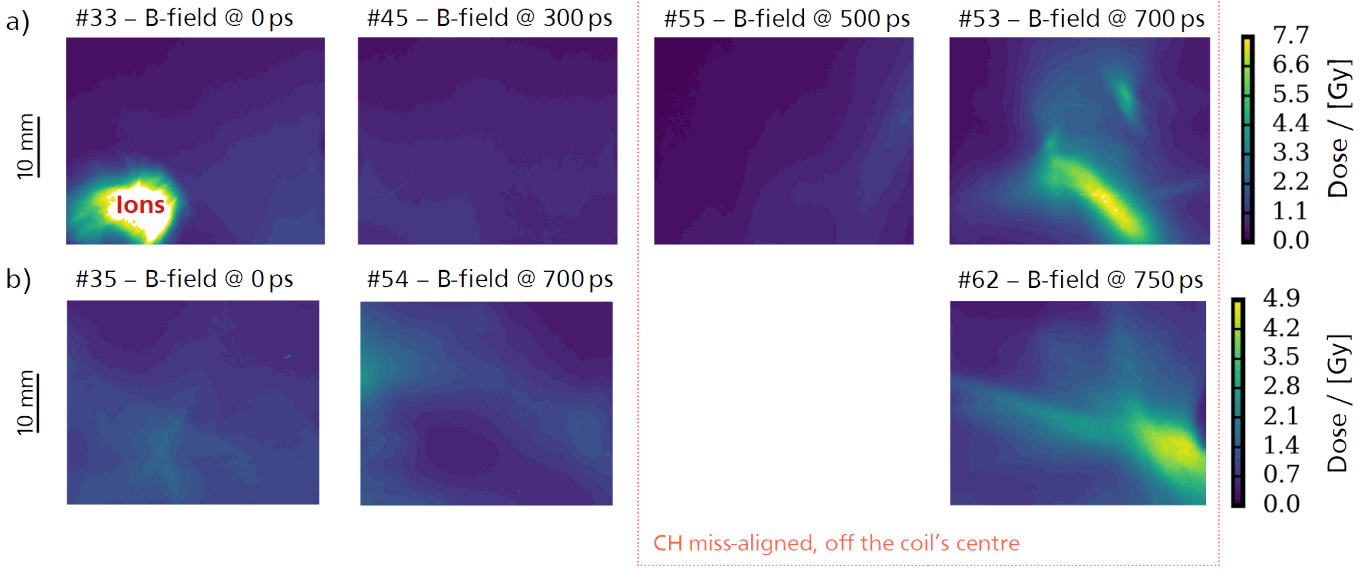 a)
#33 – B-field @ 0 ps
#45 – B-field @ 300 ps
#55 – B-field @ 500 ps
#53 – B-field @ 700 ps
10 mm
Ions
7.7
6.6
5.5
4.4
3.3
2.2
1.1
0.0
Dose / [Gy]
b)
#35 – B-field @ 0 ps
#54 – B-field @ 700 ps
#62 – B-field @ 750 ps
10 mm
4.9
4.2
3.5
2.8
2.1
1.4
0.7
0.0
Dose / [Gy]
CH miss-aligned, off the coil's centre